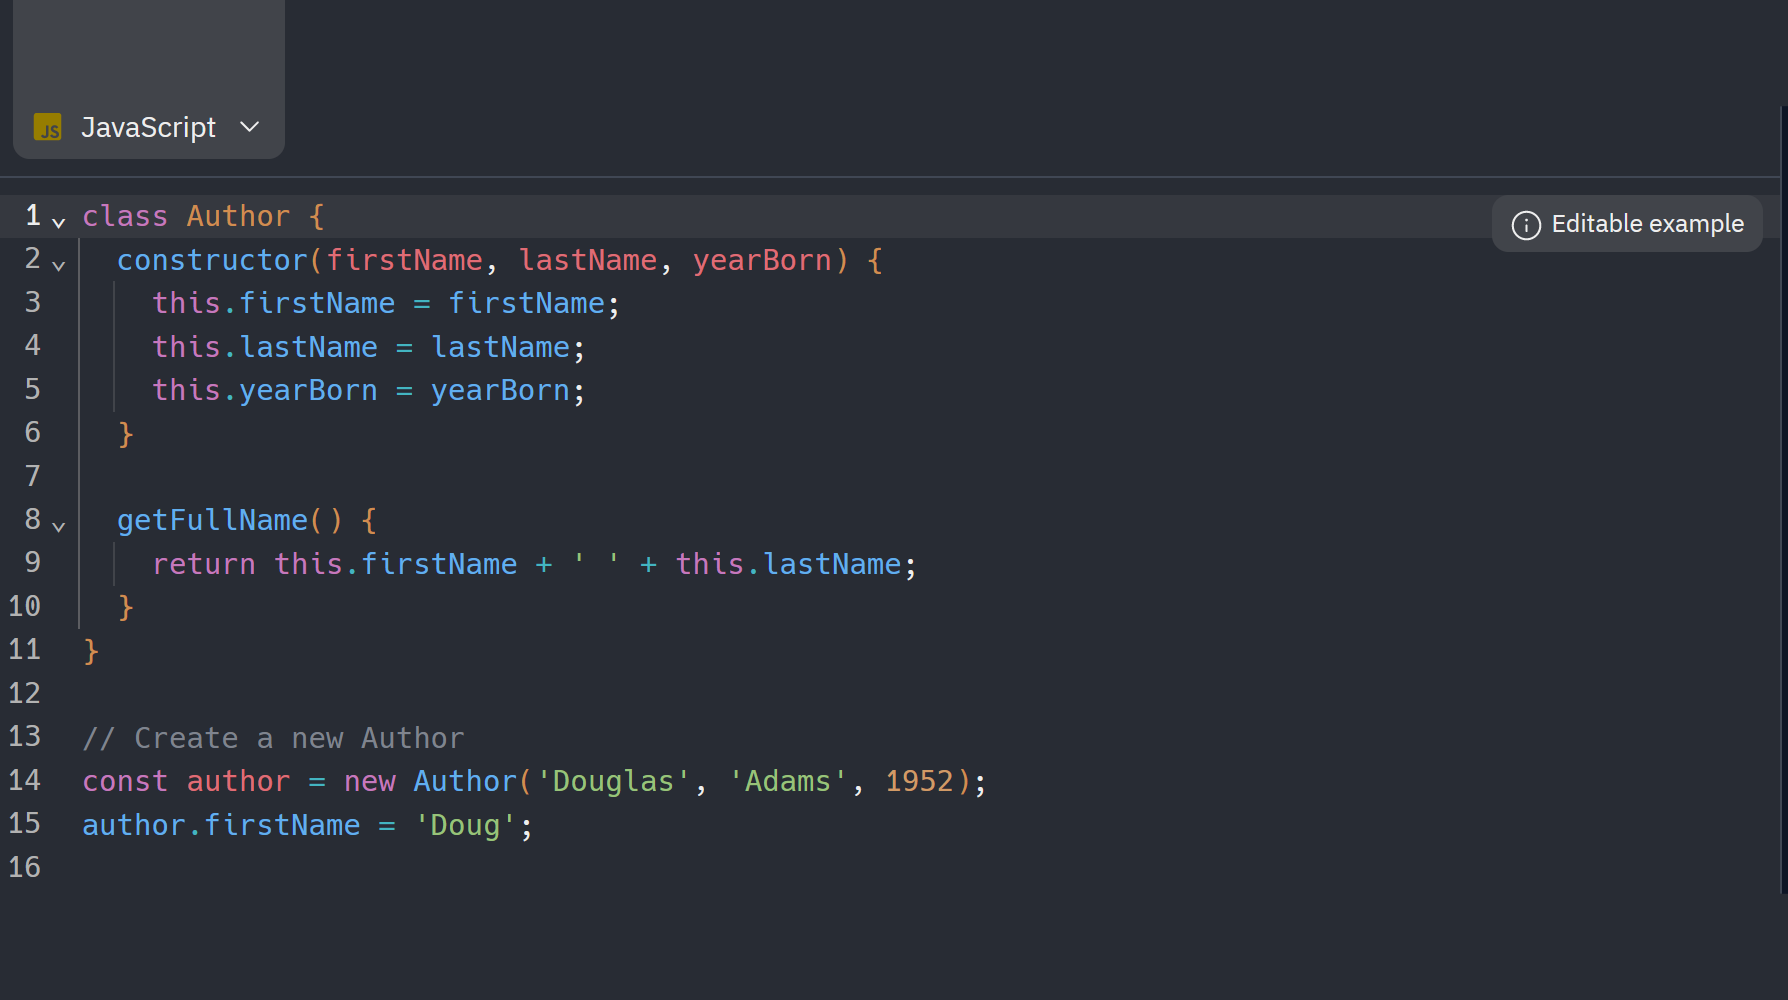 JS JavaScript
Editable example
1 class Author {
2   constructor(firstName, lastName, yearBorn) {
3     this.firstName = firstName;
4     this.lastName = lastName;
5     this.yearBorn = yearBorn;
6   }
7
8   getFullName() {
9     return this.firstName + ' ' + this.lastName;
10   }
11 }
12
13 // Create a new Author
14 const author = new Author('Douglas', 'Adams', 1952);
15 author.firstName = 'Doug';
16